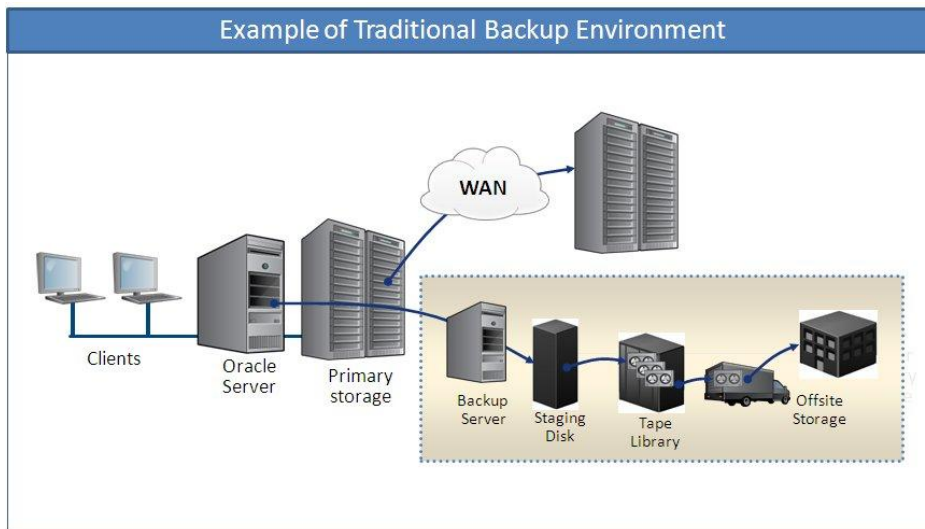 Example of Traditional Backup Environment
WAN
Clients
Oracle
Server
Primary
storage
Backup
Server
Staging
Disk
Tape
Library
Offsite
Storage